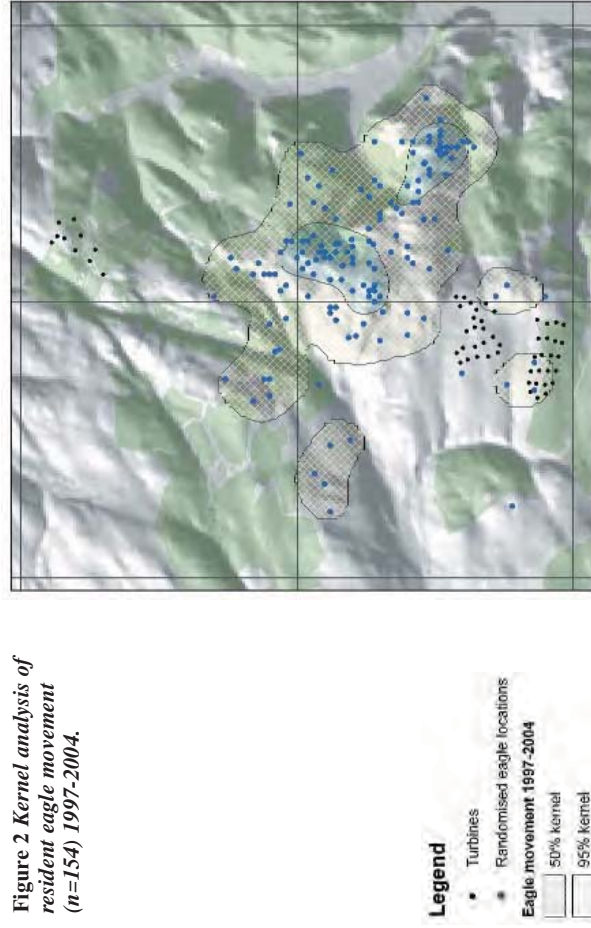 Figure 2 Kernel analysis of
resident eagle movement
(n=154) 1997-2004.
Legend
Turbines
Randomised eagle locations
Eagle movement 1997-2004
50% kernel
95% kernel